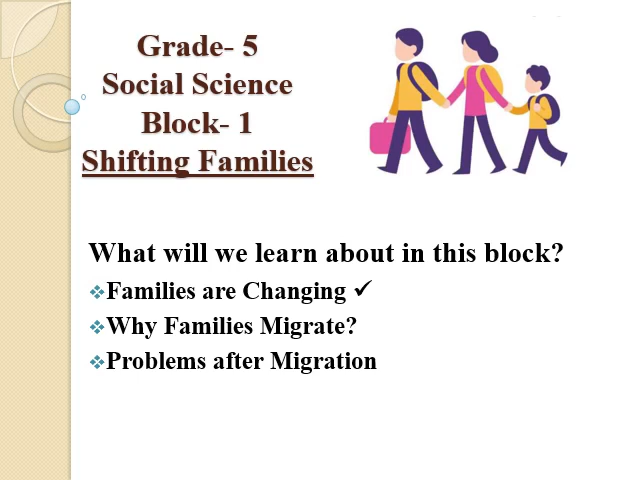 Grade- 5
Social Science
Block- 1
Shifting Families
What will we learn about in this block?
❖Families are Changing ✓
❖Why Families Migrate?
❖Problems after Migration